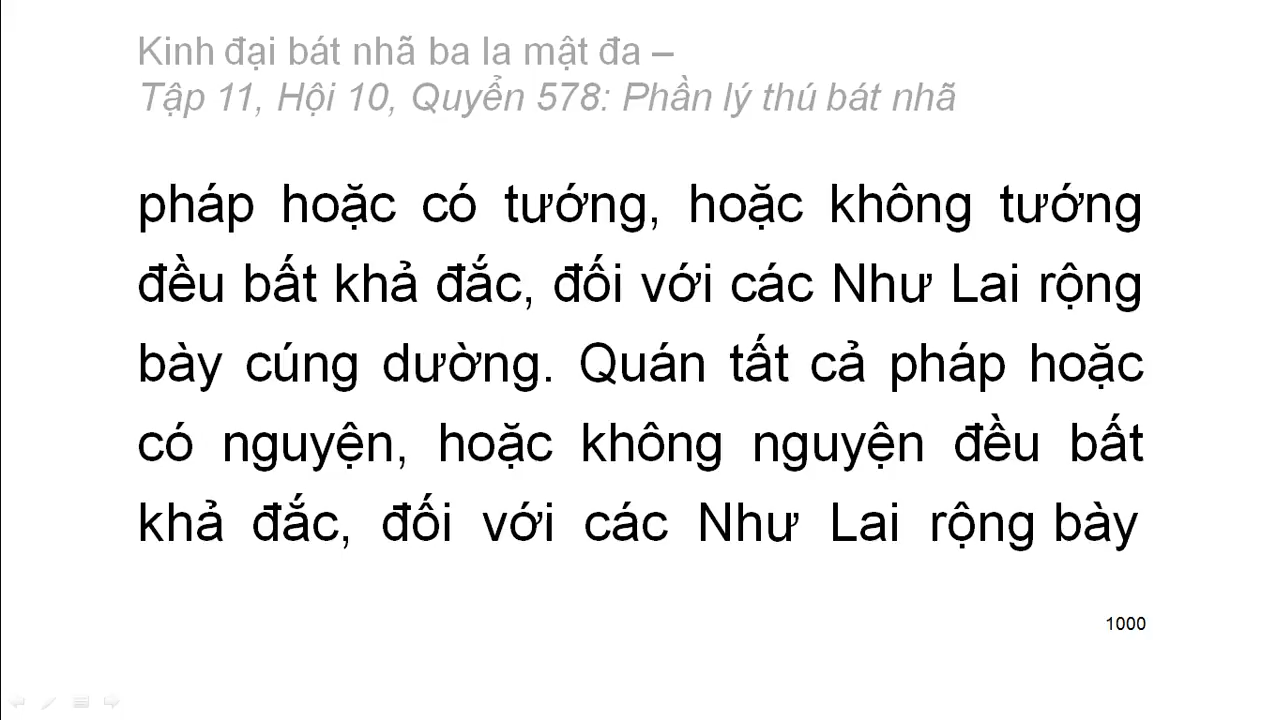 Kinh đại bát nhã ba la mật đa –
Tập 11, Hội 10, Quyển 578: Phần lý thú bát nhã
pháp hoặc có tướng, hoặc không tướng
đều bất khả đắc, đối với các Như Lai rộng
bày cúng dường. Quán tất cả pháp hoặc
có nguyện, hoặc không nguyện đều bất
khả đắc, đối với các Như Lai rộng bày
1000